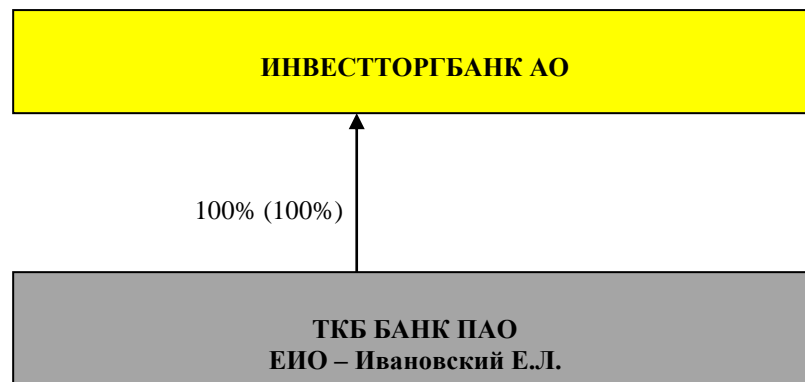 ИНВЕСТТОРГБАНК АО
100% (100%)
ТКБ БАНК ПАО
ЕИО – Ивановский Е.Л.